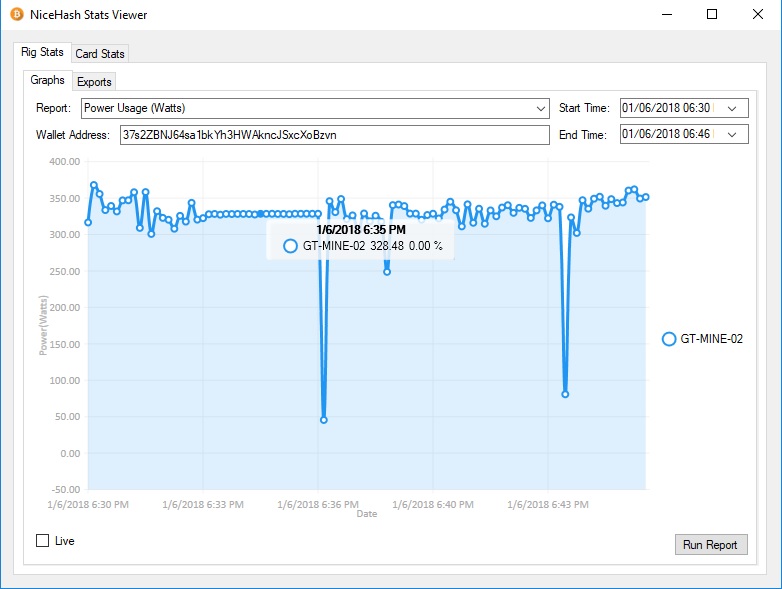 NiceHash Stats Viewer
Rig Stats
Card Stats
Graphs
Exports
Report:
Power Usage (Watts)
Start Time:
01/06/2018 06:30
Wallet Address:
37s2ZBNJ64sa1bkYh3HWAkncJSxcXoBzvn
End Time:
01/06/2018 06:46
400.00
350.00
300.00
250.00
200.00
150.00
100.00
50.00
0.00
-50.00
Power(Watts)
1/6/2018 6:35 PM
GT-MINE-02 328.48 0.00 %
GT-MINE-02
1/6/2018 6:30 PM
1/6/2018 6:33 PM
1/6/2018 6:36 PM
1/6/2018 6:40 PM
1/6/2018 6:43 PM
Date
Live
Run Report